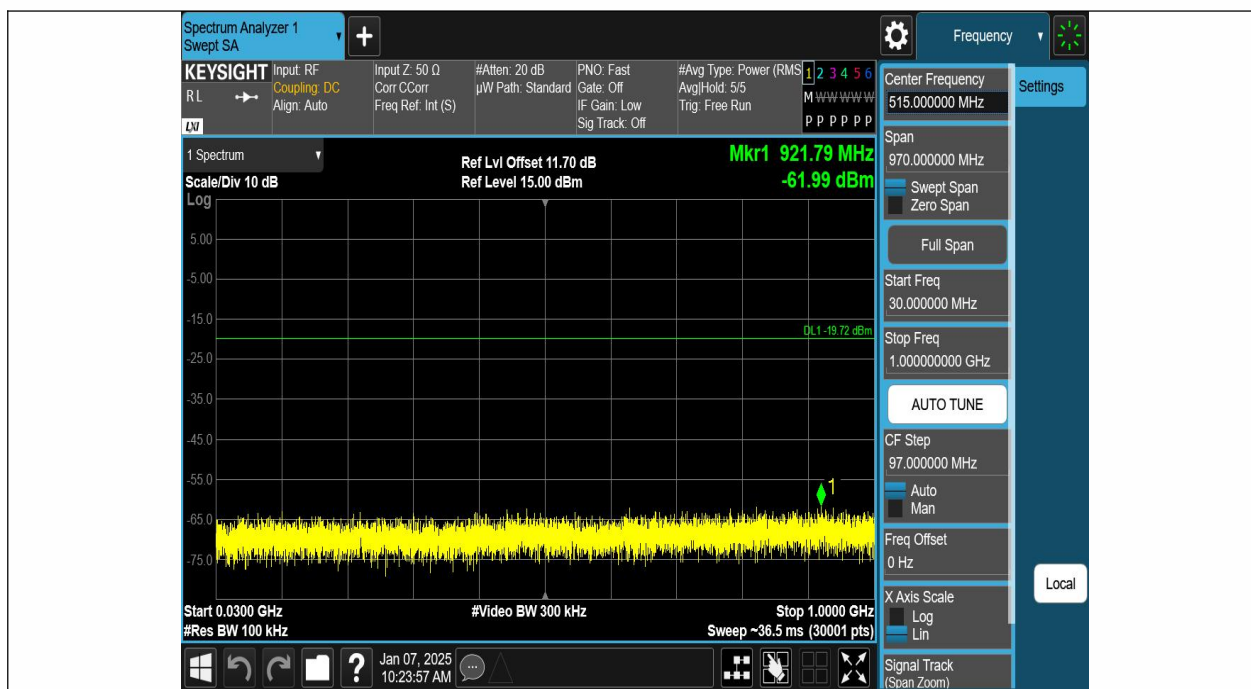 Spectrum Analyzer 1
Swept SA
+
Frequency
KEYSIGHT
RL
LXI
Input: RF
Coupling: DC
Align: Auto
Input Z: 50 Ω
Corr CCorr
Freq Ref: Int (S)
#Atten: 20 dB
µW Path: Standard
PNO: Fast
Gate: Off
IF Gain: Low
Sig Track: Off
#Avg Type: Power (RMS
Avg|Hold: 5/5
Trig: Free Run
1 2 3 4 5 6
M W W W W W
P P P P P P
1 Spectrum
Scale/Div 10 dB
Log
Ref Lvl Offset 11.70 dB
Ref Level 15.00 dBm
Mkr1 921.79 MHz
-61.99 dBm
5.00
-5.00
-15.0
DL1 -19.72 dBm
-25.0
-35.0
-45.0
-55.0
1
-65.0
-75.0
Start 0.0300 GHz
#Video BW 300 kHz
Stop 1.0000 GHz
#Res BW 100 kHz
Sweep ~36.5 ms (30001 pts)
?
Jan 07, 2025
10:23:57 AM
Center Frequency
515.000000 MHz
Settings
Span
970.000000 MHz
Swept Span
Zero Span
Full Span
Start Freq
30.000000 MHz
Stop Freq
1.000000000 GHz
AUTO TUNE
CF Step
97.000000 MHz
Auto
Man
Freq Offset
0 Hz
Local
X Axis Scale
Log
Lin
Signal Track
(Span Zoom)